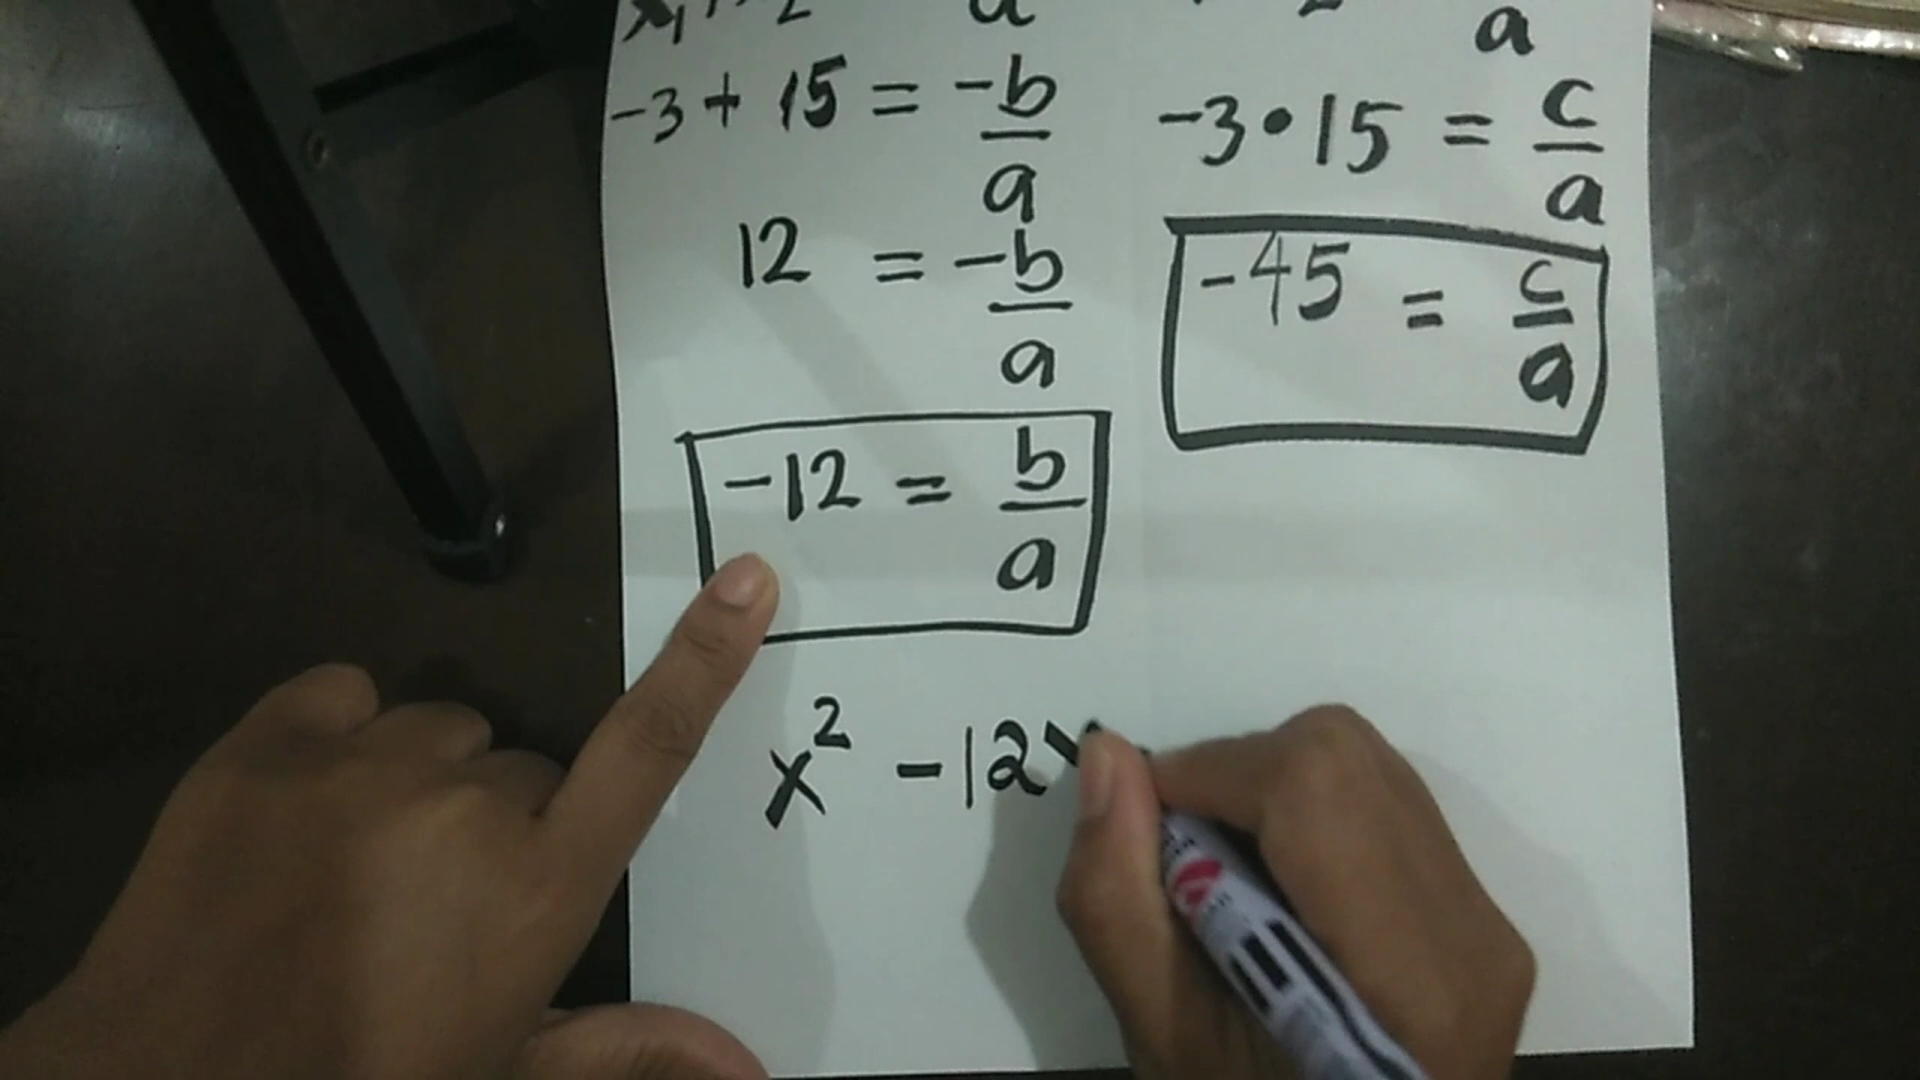 a
-3 + 15 = -b/a
-3 • 15 = c/a
12 = -b/a
-45 = c/a
-12 = b/a
x² - 12x